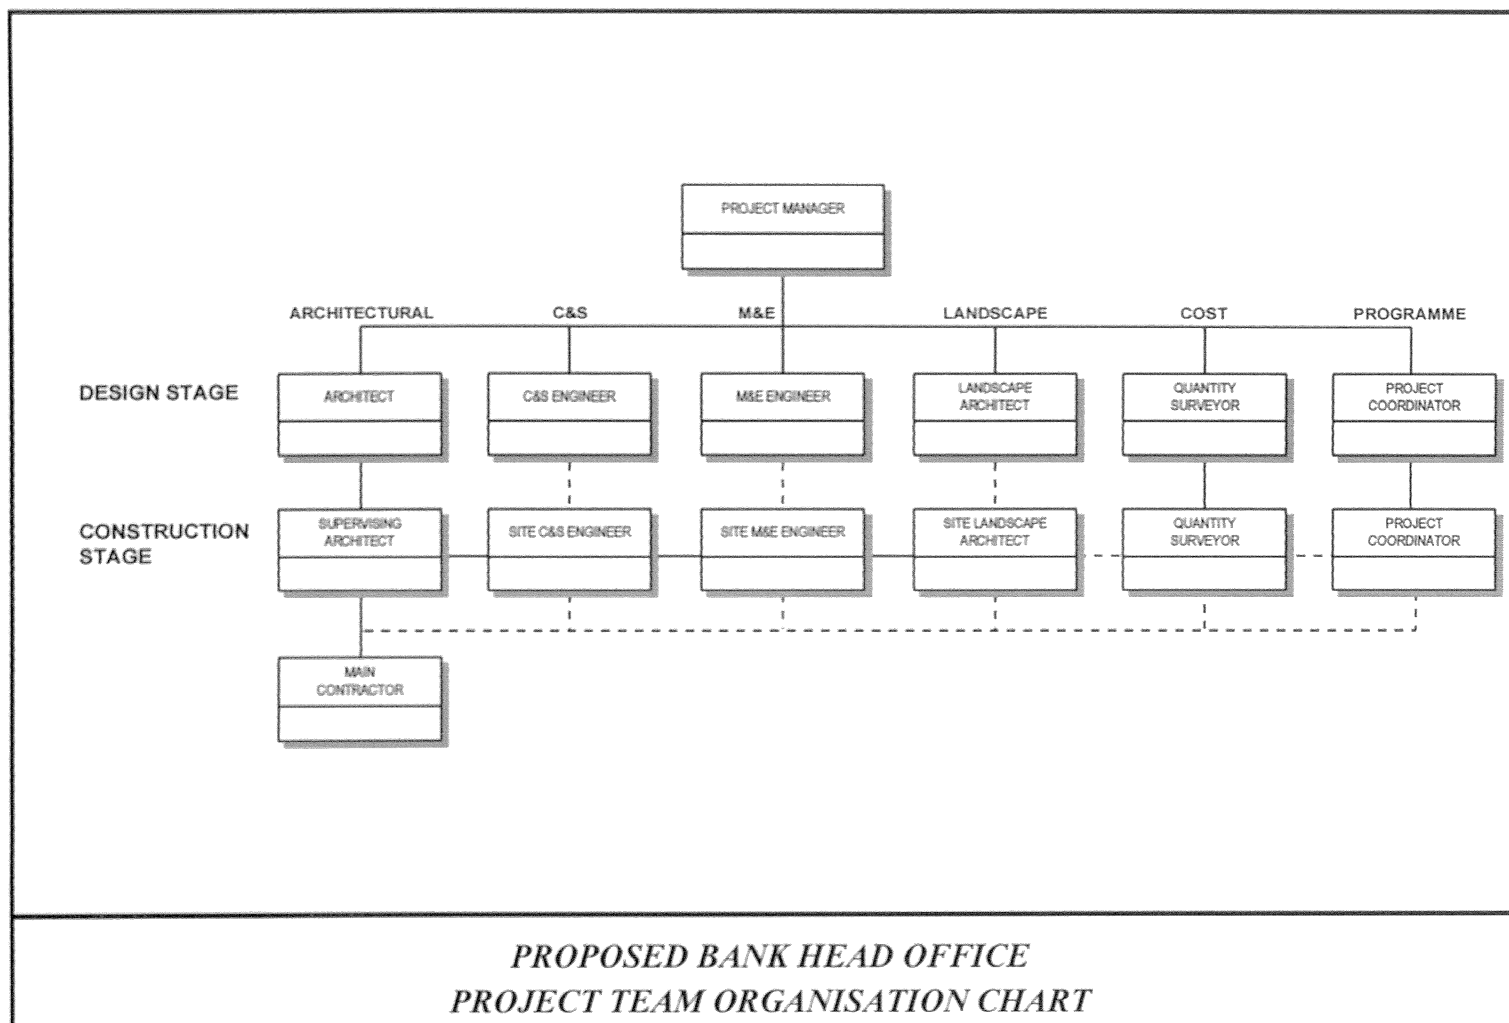 PROJECT MANAGER
ARCHITECTURAL
C&S
M&E
LANDSCAPE
COST
PROGRAMME
DESIGN STAGE
ARCHITECT
C&S ENGINEER
M&E ENGINEER
LANDSCAPE
ARCHITECT
QUANTITY
SURVEYOR
PROJECT
COORDINATOR
CONSTRUCTION
STAGE
SUPERVISING
ARCHITECT
SITE C&S ENGINEER
SITE M&E ENGINEER
SITE LANDSCAPE
ARCHITECT
QUANTITY
SURVEYOR
PROJECT
COORDINATOR
MAIN
CONTRACTOR
PROPOSED BANK HEAD OFFICE
PROJECT TEAM ORGANISATION CHART